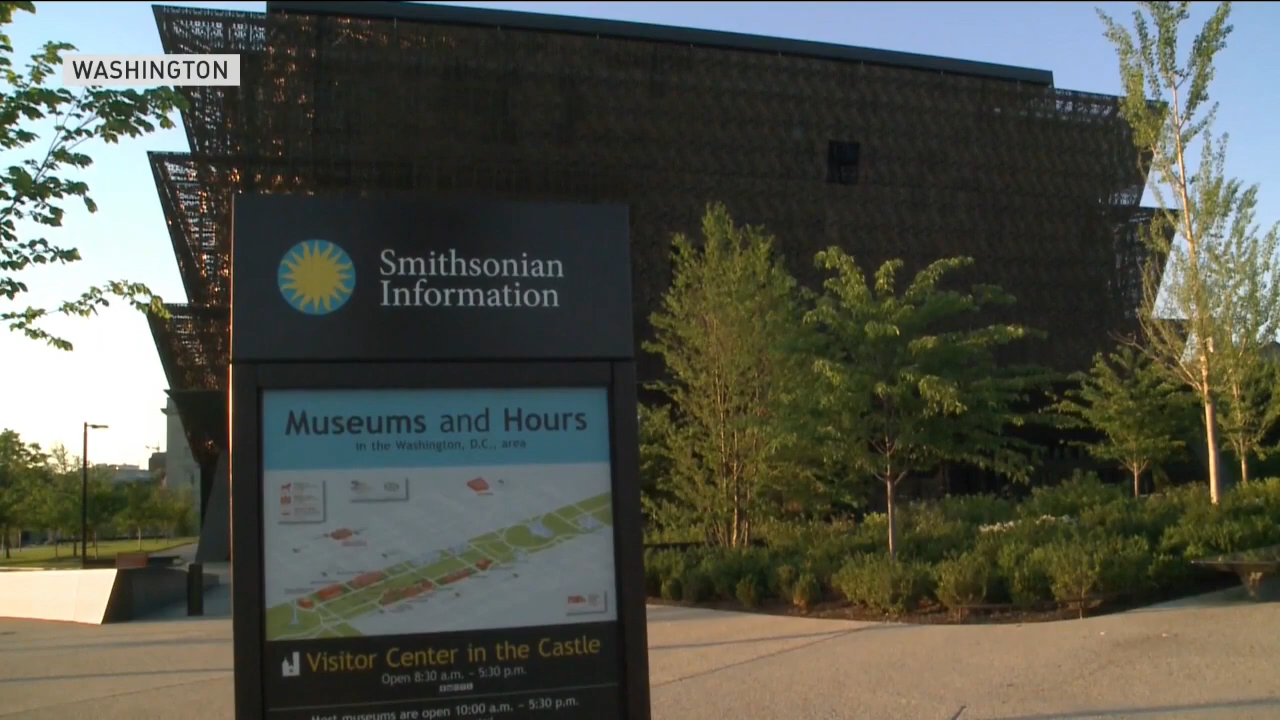 WASHINGTON
Smithsonian
Information
Museums and Hours
in the Washington, D.C., area
Visitor Center in the Castle
Open 8:30 a.m. – 5:30 p.m.
Most museums are open 10:00 a.m. – 5:30 p.m.